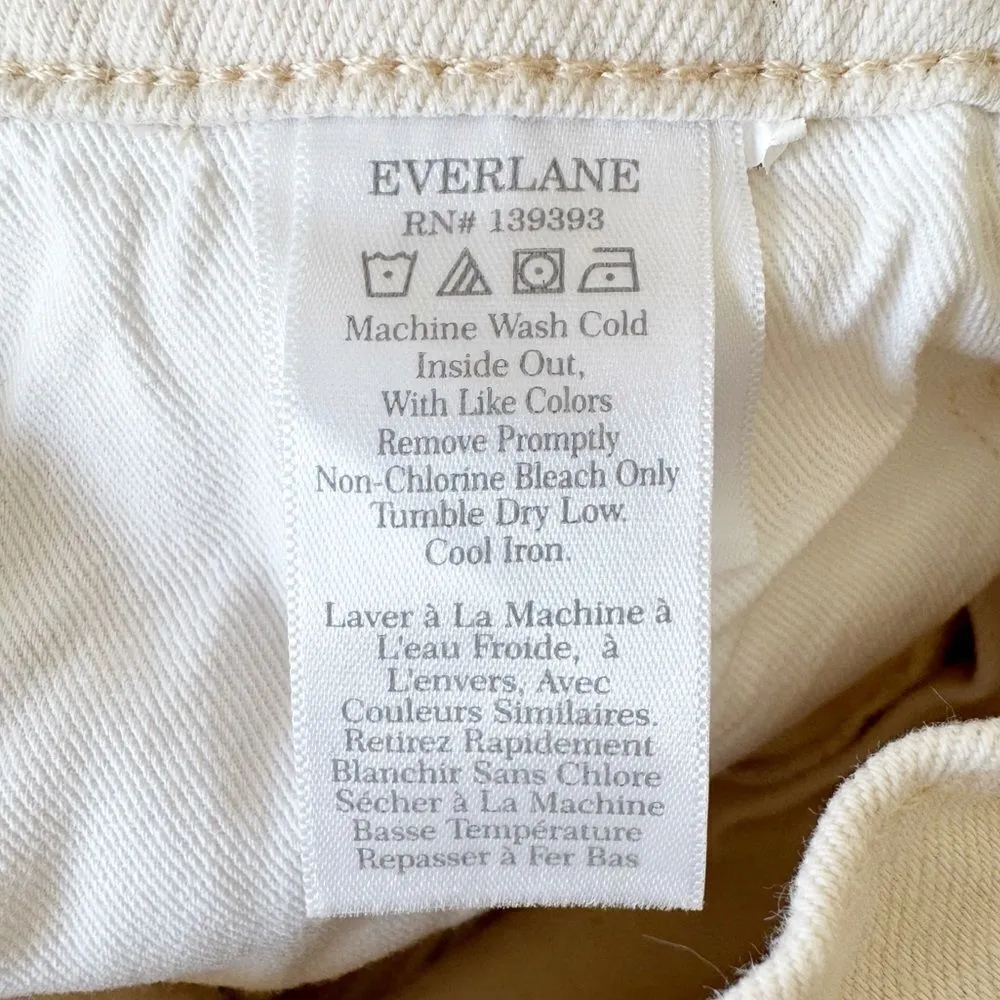 EVERLANE
RN# 139393
Machine Wash Cold
Inside Out,
With Like Colors
Remove Promptly
Non-Chlorine Bleach Only
Tumble Dry Low.
Cool Iron.
Laver à La Machine à
L'eau Froide, à
L'envers, Avec
Couleurs Similaires.
Retirez Rapidement
Blanchir Sans Chlore
Sécher à La Machine
Basse Température
Repasser à Fer Bas